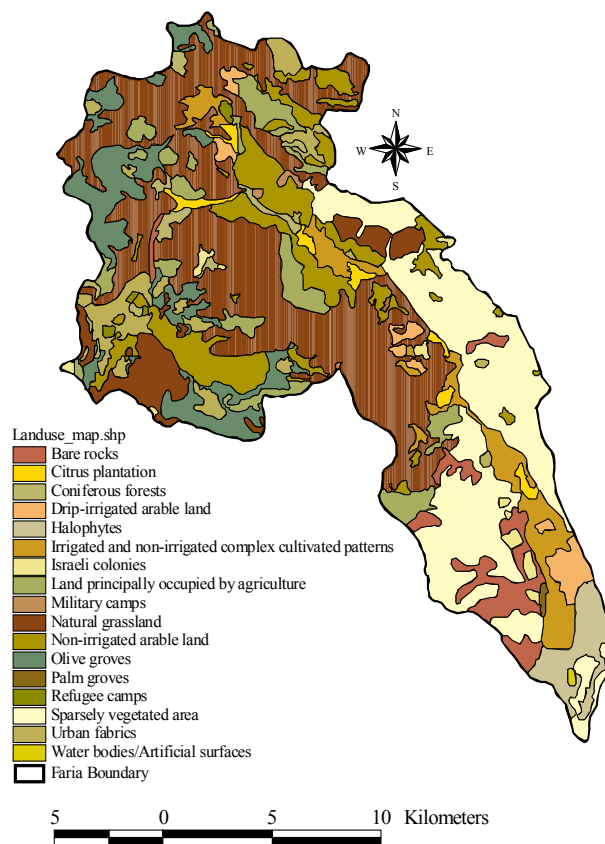 N
W E
S
Landuse_map.shp
Bare rocks
Citrus plantation
Coniferous forests
Drip-irrigated arable land
Halophytes
Irrigated and non-irrigated complex cultivated patterns
Israeli colonies
Land principally occupied by agriculture
Military camps
Natural grassland
Non-irrigated arable land
Olive groves
Palm groves
Refugee camps
Sparsely vegetated area
Urban fabrics
Water bodies/Artificial surfaces
Faria Boundary
5 0 5 10 Kilometers